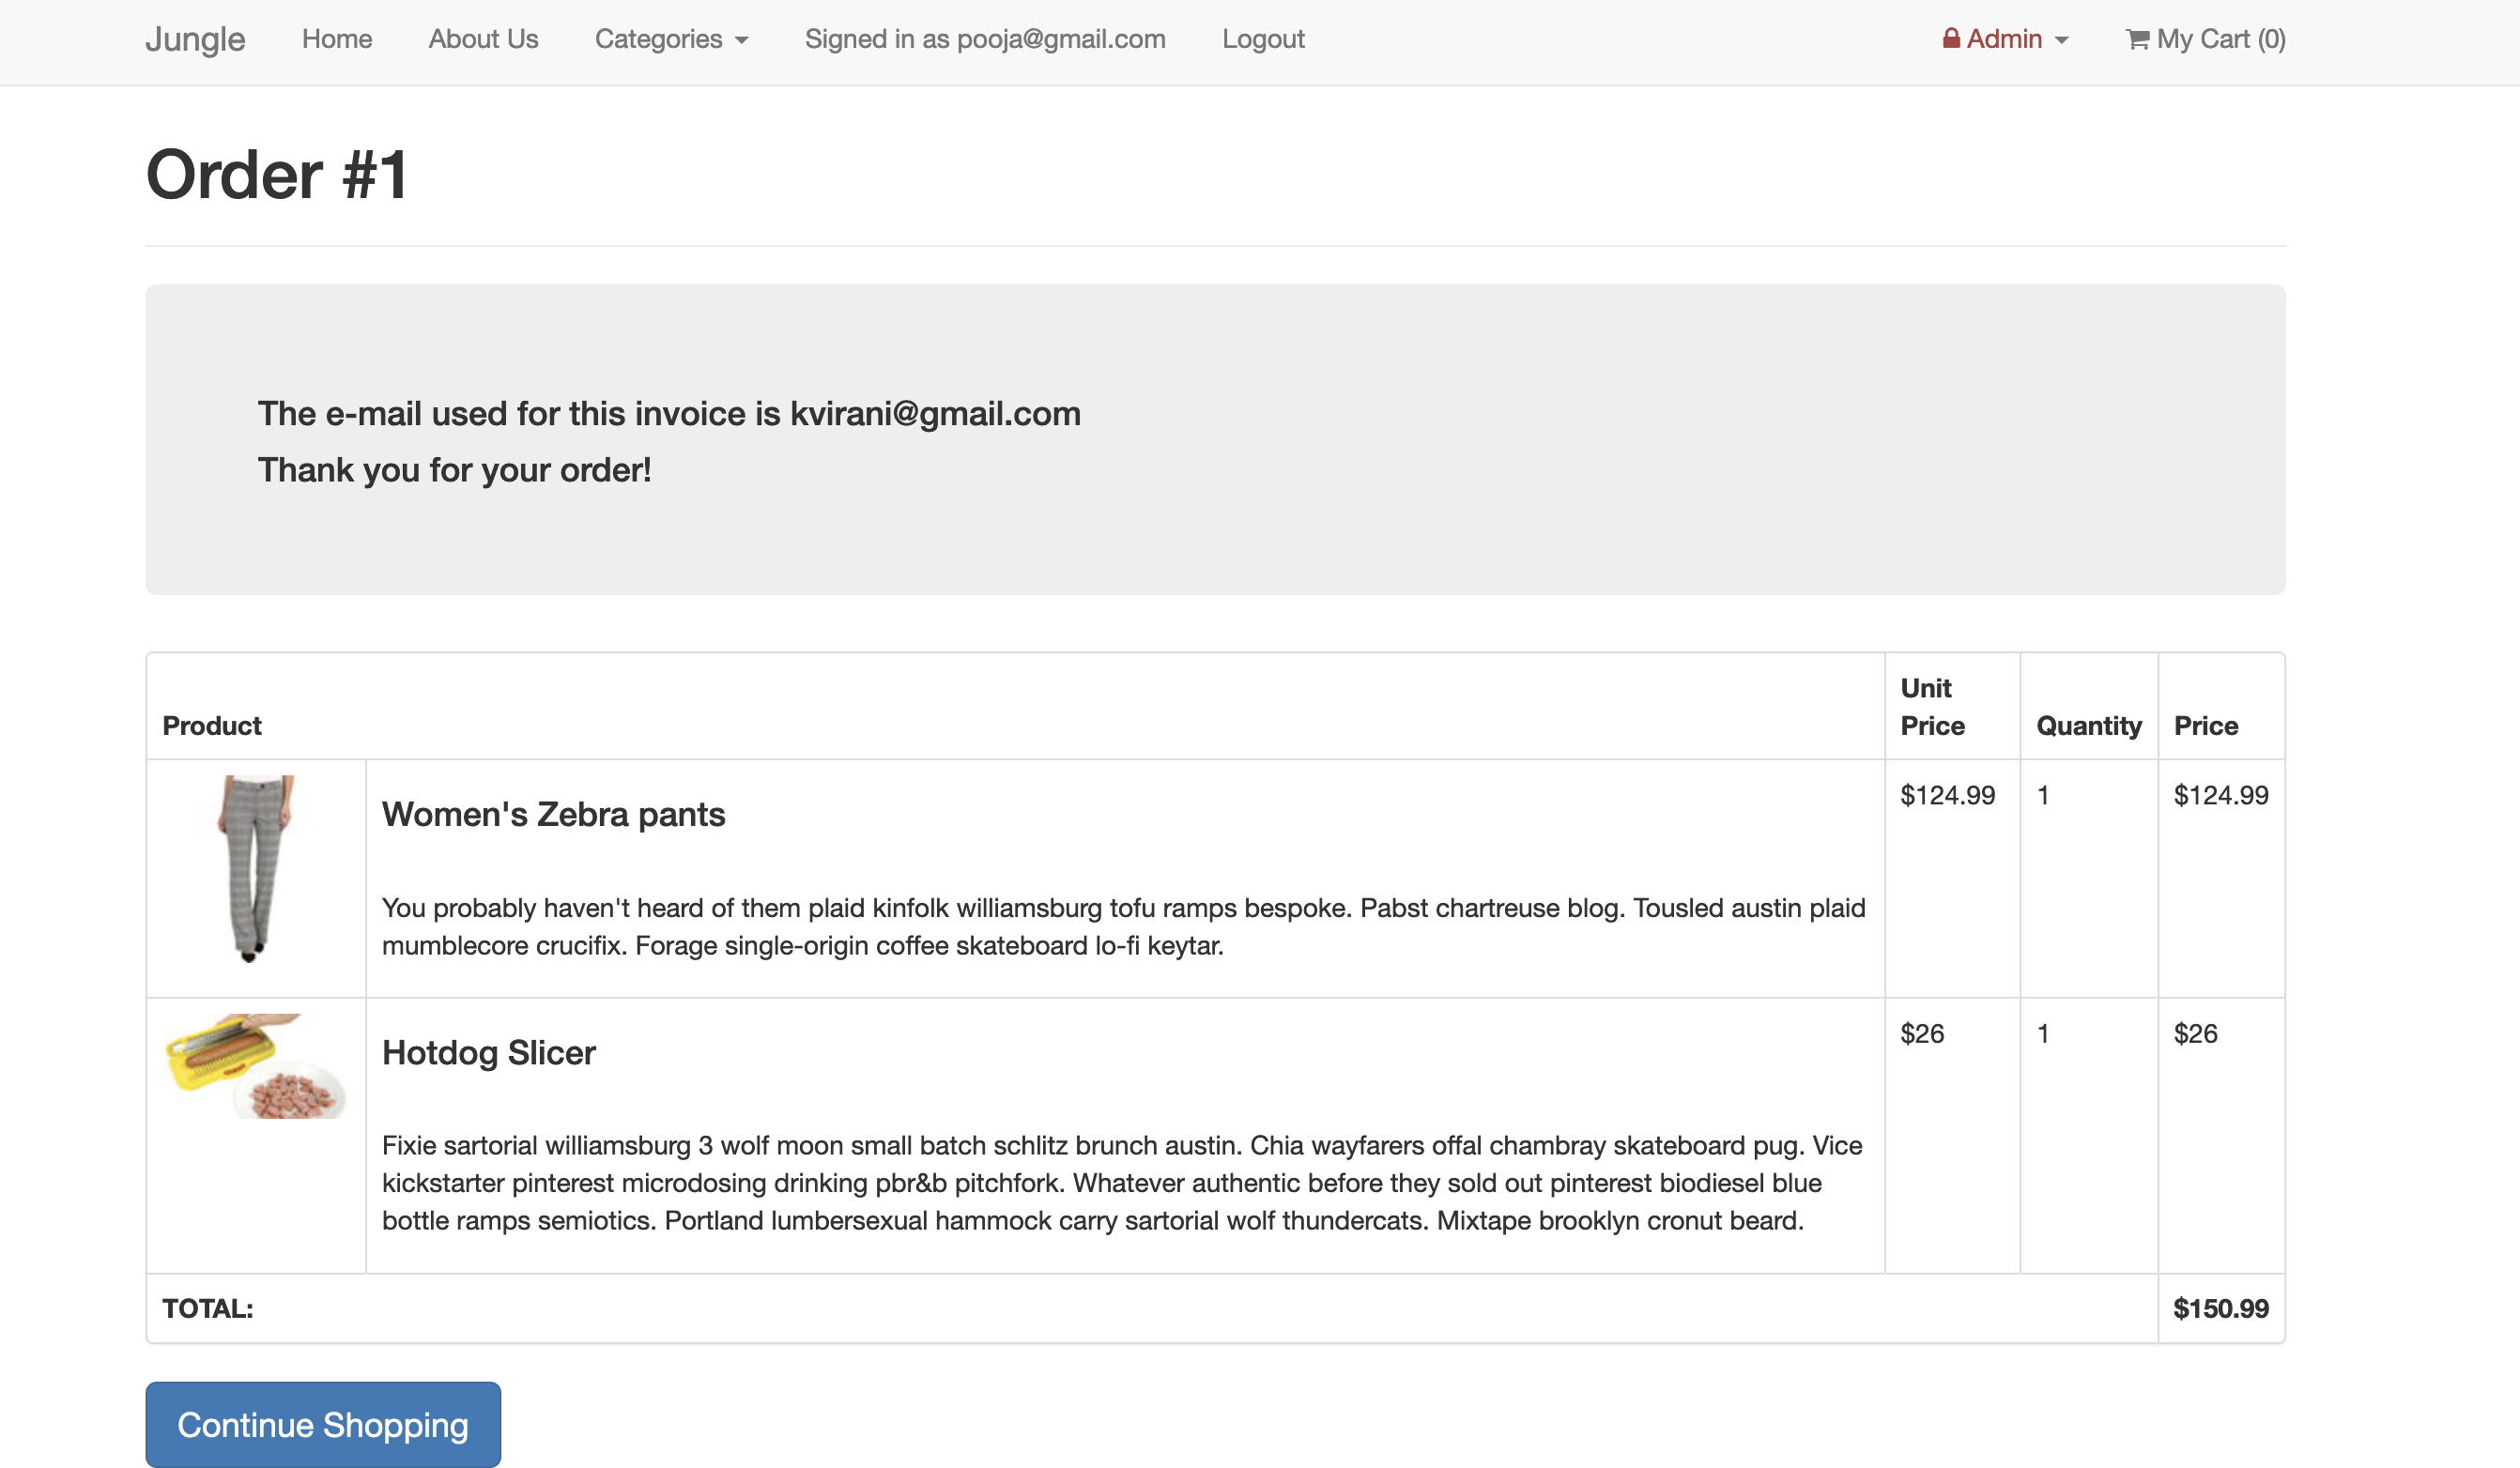 Jungle Home About Us Categories Signed in as pooja@gmail.com Logout Admin My Cart (0)
Order #1
The e-mail used for this invoice is kvirani@gmail.com
Thank you for your order!
Product Unit Price Quantity Price
Women's Zebra pants $124.99 1 $124.99
You probably haven't heard of them plaid kinfolk williamsburg tofu ramps bespoke. Pabst chartreuse blog. Tousled austin plaid
mumblecore crucifix. Forage single-origin coffee skateboard lo-fi keytar.
Hotdog Slicer $26 1 $26
Fixie sartorial williamsburg 3 wolf moon small batch schlitz brunch austin. Chia wayfarers offal chambray skateboard pug. Vice
kickstarter pinterest microdosing drinking pbr&b pitchfork. Whatever authentic before they sold out pinterest biodiesel blue
bottle ramps semiotics. Portland lumbersexual hammock carry sartorial wolf thundercats. Mixtape brooklyn cronut beard.
TOTAL: $150.99
Continue Shopping